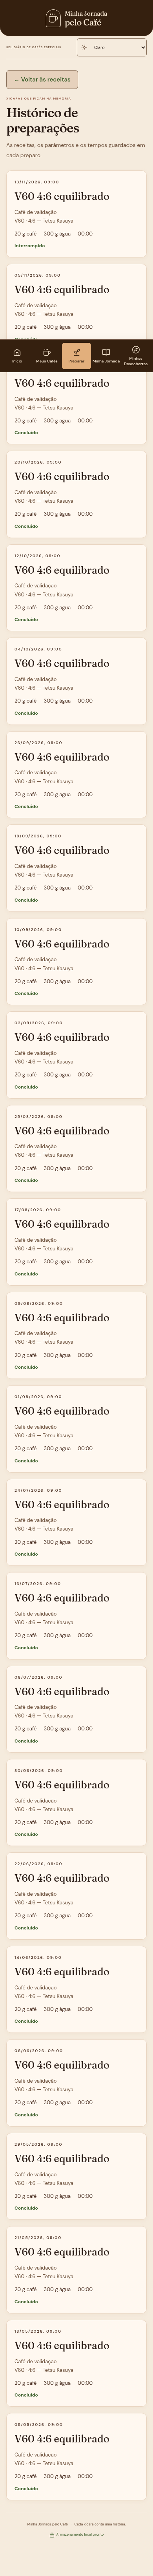 Minha Jornada
pelo Café
SEU DIÁRIO DE CAFÉS ESPECIAIS
Claro
← Voltar às receitas
XÍCARAS QUE FICAM NA MEMÓRIA
Histórico de
preparações
As receitas, os parâmetros e os tempos guardados em
cada preparo.
13/11/2026, 09:00
V60 4:6 equilibrado
Café de validação
V60 · 4:6 — Tetsu Kasuya
20 g café 300 g água 00:00
Interrompido
05/11/2026, 09:00
V60 4:6 equilibrado
Café de validação
V60 · 4:6 — Tetsu Kasuya
20 g café 300 g água 00:00
Início
Meus Cafés
Preparar
Minha Jornada
Minhas
Descobertas
V60 4:6 equilibrado
Café de validação
V60 · 4:6 — Tetsu Kasuya
20 g café 300 g água 00:00
Concluído
20/10/2026, 09:00
V60 4:6 equilibrado
Café de validação
V60 · 4:6 — Tetsu Kasuya
20 g café 300 g água 00:00
Concluído
12/10/2026, 09:00
V60 4:6 equilibrado
Café de validação
V60 · 4:6 — Tetsu Kasuya
20 g café 300 g água 00:00
Concluído
04/10/2026, 09:00
V60 4:6 equilibrado
Café de validação
V60 · 4:6 — Tetsu Kasuya
20 g café 300 g água 00:00
Concluído
26/09/2026, 09:00
V60 4:6 equilibrado
Café de validação
V60 · 4:6 — Tetsu Kasuya
20 g café 300 g água 00:00
Concluído
18/09/2026, 09:00
V60 4:6 equilibrado
Café de validação
V60 · 4:6 — Tetsu Kasuya
20 g café 300 g água 00:00
Concluído
10/09/2026, 09:00
V60 4:6 equilibrado
Café de validação
V60 · 4:6 — Tetsu Kasuya
20 g café 300 g água 00:00
Concluído
02/09/2026, 09:00
V60 4:6 equilibrado
Café de validação
V60 · 4:6 — Tetsu Kasuya
20 g café 300 g água 00:00
Concluído
25/08/2026, 09:00
V60 4:6 equilibrado
Café de validação
V60 · 4:6 — Tetsu Kasuya
20 g café 300 g água 00:00
Concluído
17/08/2026, 09:00
V60 4:6 equilibrado
Café de validação
V60 · 4:6 — Tetsu Kasuya
20 g café 300 g água 00:00
Concluído
09/08/2026, 09:00
V60 4:6 equilibrado
Café de validação
V60 · 4:6 — Tetsu Kasuya
20 g café 300 g água 00:00
Concluído
01/08/2026, 09:00
V60 4:6 equilibrado
Café de validação
V60 · 4:6 — Tetsu Kasuya
20 g café 300 g água 00:00
Concluído
24/07/2026, 09:00
V60 4:6 equilibrado
Café de validação
V60 · 4:6 — Tetsu Kasuya
20 g café 300 g água 00:00
Concluído
16/07/2026, 09:00
V60 4:6 equilibrado
Café de validação
V60 · 4:6 — Tetsu Kasuya
20 g café 300 g água 00:00
Concluído
08/07/2026, 09:00
V60 4:6 equilibrado
Café de validação
V60 · 4:6 — Tetsu Kasuya
20 g café 300 g água 00:00
Concluído
30/06/2026, 09:00
V60 4:6 equilibrado
Café de validação
V60 · 4:6 — Tetsu Kasuya
20 g café 300 g água 00:00
Concluído
22/06/2026, 09:00
V60 4:6 equilibrado
Café de validação
V60 · 4:6 — Tetsu Kasuya
20 g café 300 g água 00:00
Concluído
14/06/2026, 09:00
V60 4:6 equilibrado
Café de validação
V60 · 4:6 — Tetsu Kasuya
20 g café 300 g água 00:00
Concluído
06/06/2026, 09:00
V60 4:6 equilibrado
Café de validação
V60 · 4:6 — Tetsu Kasuya
20 g café 300 g água 00:00
Concluído
29/05/2026, 09:00
V60 4:6 equilibrado
Café de validação
V60 · 4:6 — Tetsu Kasuya
20 g café 300 g água 00:00
Concluído
21/05/2026, 09:00
V60 4:6 equilibrado
Café de validação
V60 · 4:6 — Tetsu Kasuya
20 g café 300 g água 00:00
Concluído
13/05/2026, 09:00
V60 4:6 equilibrado
Café de validação
V60 · 4:6 — Tetsu Kasuya
20 g café 300 g água 00:00
Concluído
05/05/2026, 09:00
V60 4:6 equilibrado
Café de validação
V60 · 4:6 — Tetsu Kasuya
20 g café 300 g água 00:00
Concluído
Minha Jornada pelo Café Cada xícara conta uma história.
Armazenamento local pronto